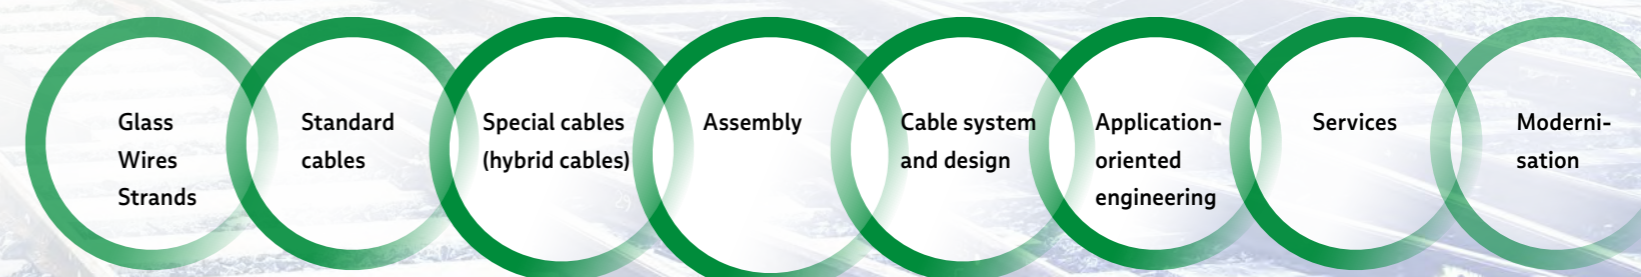 Glass
Wires
Strands
Standard
cables
Special cables
(hybrid cables)
Assembly
Cable system
and design
Application-
oriented
engineering
Services
Moderni-
sation